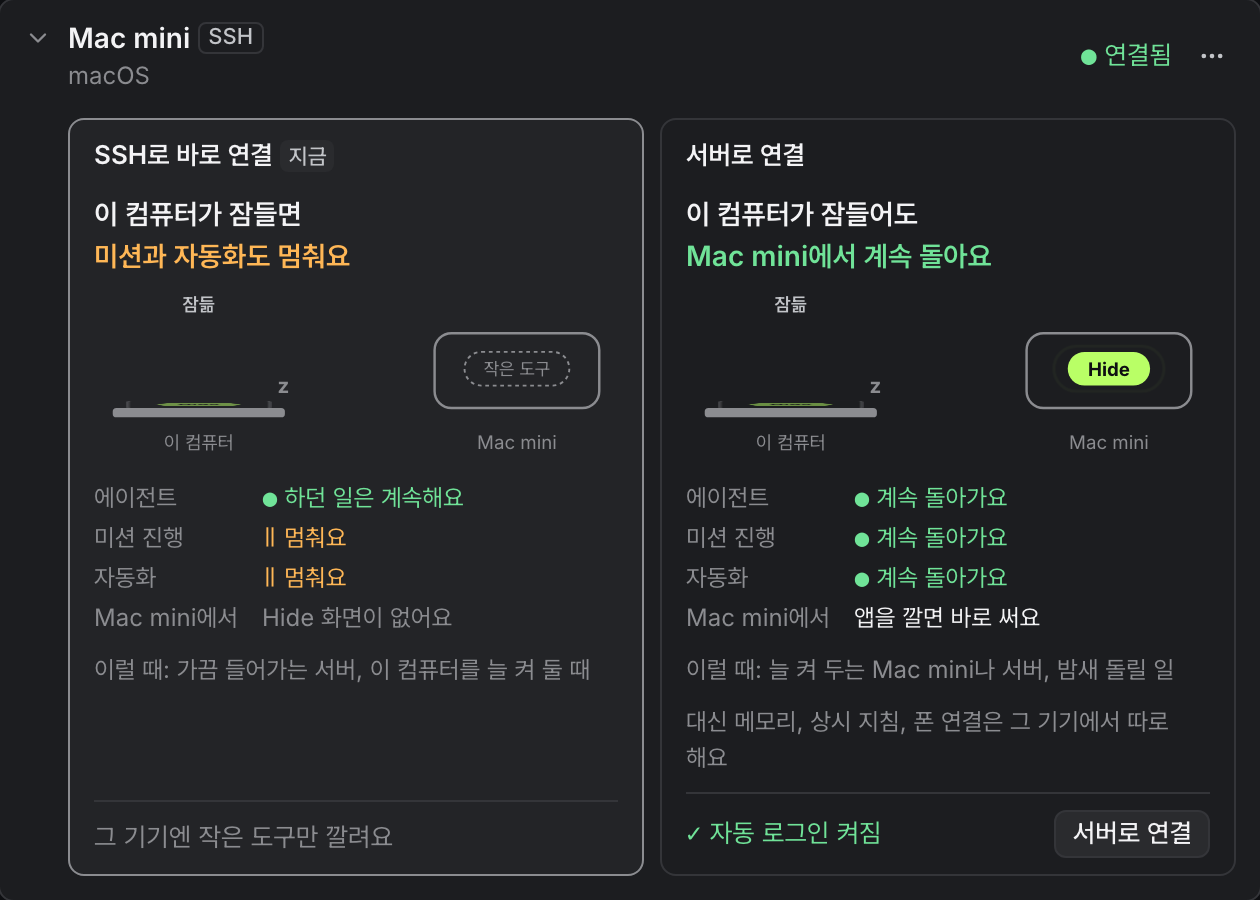 Mac mini SSH
macOS
연결됨
SSH로 바로 연결 지금
이 컴퓨터가 잠들면
미션과 자동화도 멈춰요
잠듦
z
작은 도구
이 컴퓨터
Mac mini
에이전트 하던 일은 계속해요
미션 진행 멈춰요
자동화 멈춰요
Mac mini에서 Hide 화면이 없어요
이럴 때: 가끔 들어가는 서버, 이 컴퓨터를 늘 켜 둘 때
그 기기엔 작은 도구만 깔려요
서버로 연결
이 컴퓨터가 잠들어도
Mac mini에서 계속 돌아요
잠듦
z
Hide
이 컴퓨터
Mac mini
에이전트 계속 돌아가요
미션 진행 계속 돌아가요
자동화 계속 돌아가요
Mac mini에서 앱을 깔면 바로 써요
이럴 때: 늘 켜 두는 Mac mini나 서버, 밤새 돌릴 일
대신 메모리, 상시 지침, 폰 연결은 그 기기에서 따로
해요
✓ 자동 로그인 켜짐
서버로 연결